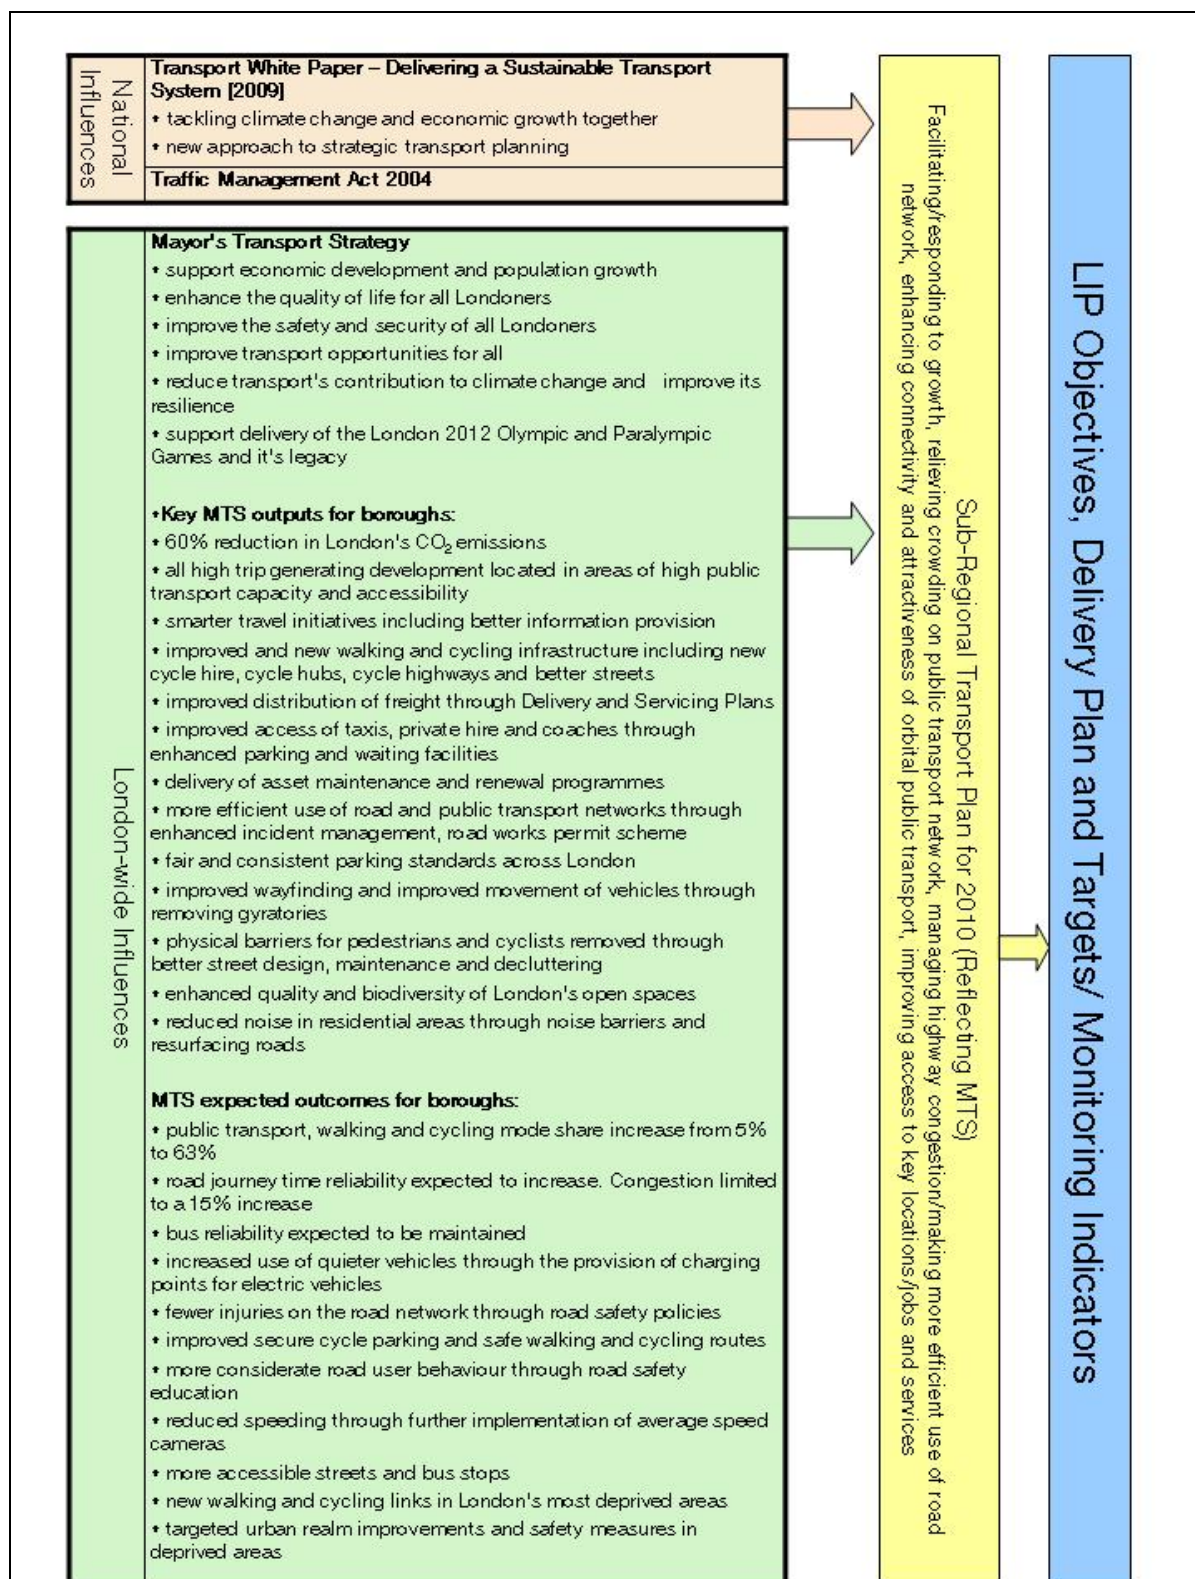 National
Influences
Transport White Paper – Delivering a Sustainable Transport
System [2009]
• tackling climate change and economic growth together
• new approach to strategic transport planning
Traffic Management Act 2004
London-wide Influences
Mayor's Transport Strategy
• support economic development and population growth
• enhance the quality of life for all Londoners
• improve the safety and security of all Londoners
• improve transport opportunities for all
• reduce transport's contribution to climate change and improve its
resilience
• support delivery of the London 2012 Olympic and Paralympic
Games and it's legacy
•Key MTS outputs for boroughs:
• 60% reduction in London's CO₂ emissions
• all high trip generating development located in areas of high public
transport capacity and accessibility
• smarter travel initiatives including better information provision
• improved and new walking and cycling infrastructure including new
cycle hire, cycle hubs, cycle highways and better streets
• improved distribution of freight through Delivery and Servicing Plans
• improved access of taxis, private hire and coaches through
enhanced parking and waiting facilities
• delivery of asset maintenance and renewal programmes
• more efficient use of road and public transport networks through
enhanced incident management, road works permit scheme
• fair and consistent parking standards across London
• improved wayfinding and improved movement of vehicles through
removing gyratories
• physical barriers for pedestrians and cyclists removed through
better street design, maintenance and decluttering
• enhanced quality and biodiversity of London's open spaces
• reduced noise in residential areas through noise barriers and
resurfacing roads
MTS expected outcomes for boroughs:
• public transport, walking and cycling mode share increase from 5%
to 63%
• road journey time reliability expected to increase. Congestion limited
to a 15% increase
• bus reliability expected to be maintained
• increased use of quieter vehicles through the provision of charging
points for electric vehicles
• fewer injuries on the road network through road safety policies
• improved secure cycle parking and safe walking and cycling routes
• more considerate road user behaviour through road safety
education
• reduced speeding through further implementation of average speed
cameras
• more accessible streets and bus stops
• new walking and cycling links in London's most deprived areas
• targeted urban realm improvements and safety measures in
deprived areas
Sub-Regional Transport Plan for 2010 (Reflecting MTS)
Facilitating/responding to growth, relieving crowding on public transport network, managing highway congestion/making more efficient use of road
network, enhancing connectivity and attractiveness of orbital public transport, improving access to key locations/jobs and services
LIP Objectives, Delivery Plan and Targets/ Monitoring Indicators